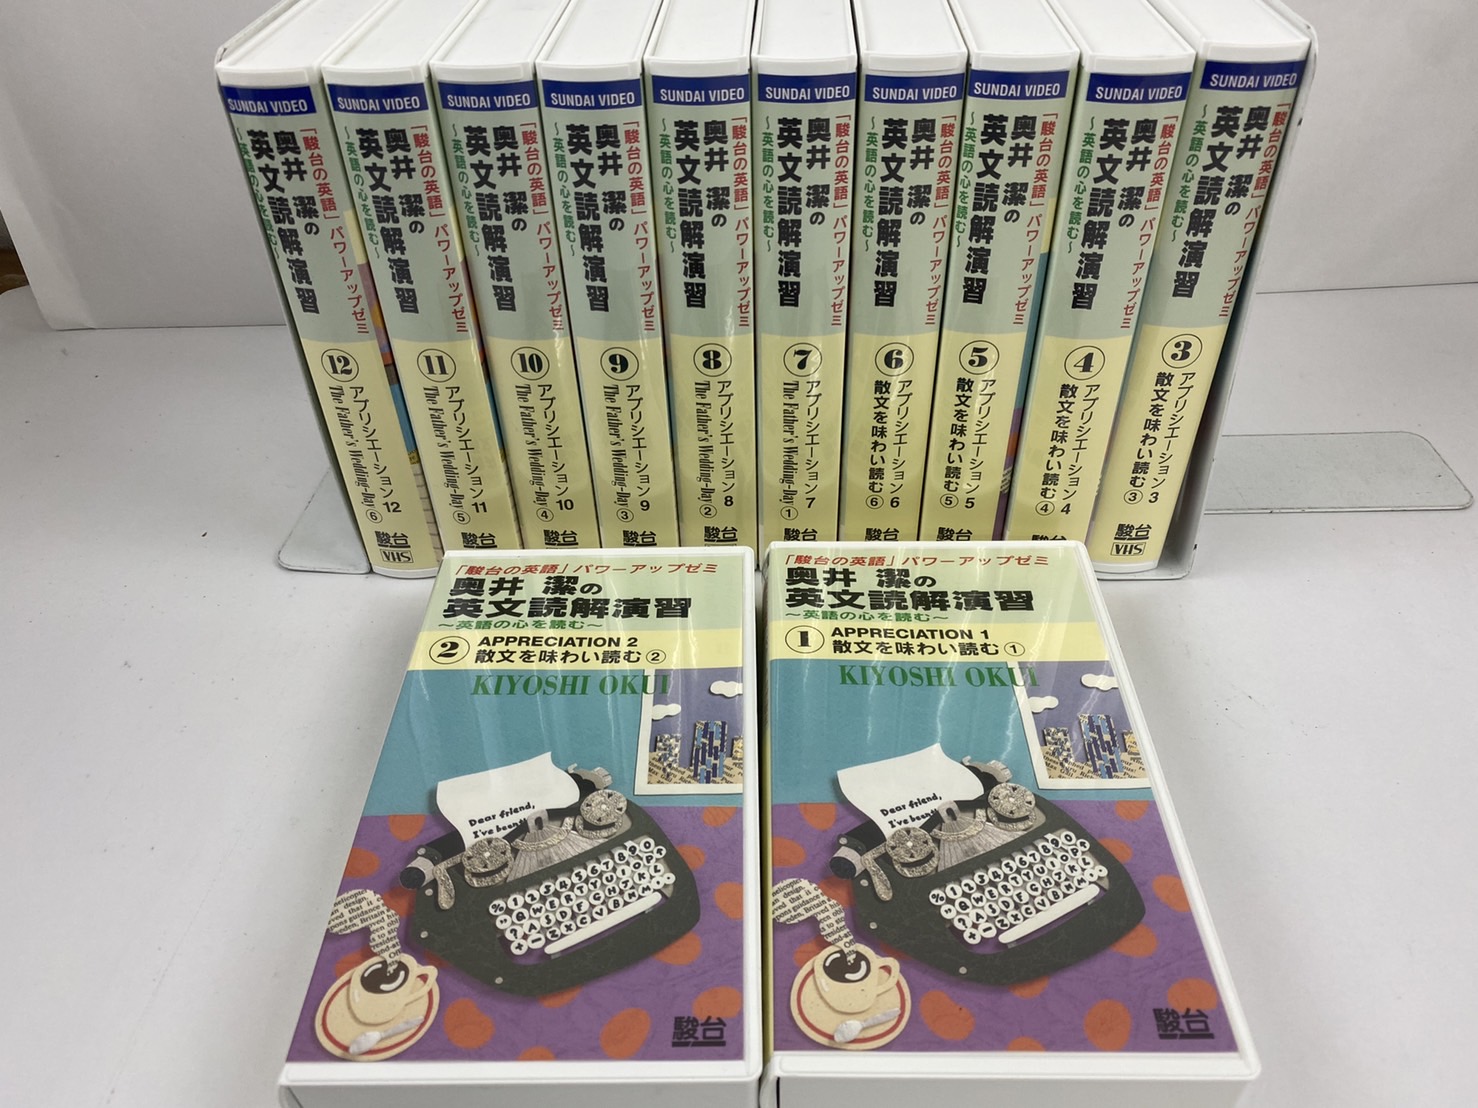 SUNDAI VIDEO
「駿台の英語」パワーアップゼミ
奥井 潔の
英文読解演習
~英語の心を読む~
12
アプリシエーション 12
The Father's Wedding-Day ⑥
駿台
VHS
SUNDAI VIDEO
「駿台の英語」パワーアップゼミ
奥井 潔の
英文読解演習
~英語の心を読む~
11
アプリシエーション 11
The Father's Wedding-Day ⑤
駿台
SUNDAI VIDEO
「駿台の英語」パワーアップゼミ
奥井 潔の
英文読解演習
~英語の心を読む~
10
アプリシエーション 10
The Father's Wedding-Day ④
駿台
SUNDAI VIDEO
「駿台の英語」パワーアップゼミ
奥井 潔の
英文読解演習
~英語の心を読む~
9
アプリシエーション 9
The Father's Wedding-Day ③
駿台
SUNDAI VIDEO
「駿台の英語」パワーアップゼミ
奥井 潔の
英文読解演習
~英語の心を読む~
8
アプリシエーション 8
The Father's Wedding-Day ②
駿台
SUNDAI VIDEO
「駿台の英語」パワーアップゼミ
奥井 潔の
英文読解演習
~英語の心を読む~
7
アプリシエーション 7
The Father's Wedding-Day ①
駿台
SUNDAI VIDEO
「駿台の英語」パワーアップゼミ
奥井 潔の
英文読解演習
~英語の心を読む~
6
アプリシエーション 6
散文を味わい読む ⑥
駿台
SUNDAI VIDEO
「駿台の英語」パワーアップゼミ
奥井 潔の
英文読解演習
~英語の心を読む~
5
アプリシエーション 5
散文を味わい読む ⑤
駿台
SUNDAI VIDEO
「駿台の英語」パワーアップゼミ
奥井 潔の
英文読解演習
~英語の心を読む~
4
アプリシエーション 4
散文を味わい読む ④
駿台
SUNDAI VIDEO
「駿台の英語」パワーアップゼミ
奥井 潔の
英文読解演習
~英語の心を読む~
3
アプリシエーション 3
散文を味わい読む ③
駿台
VHS
「駿台の英語」パワーアップゼミ
奥井 潔の
英文読解演習
~英語の心を読む~
2 APPRECIATION 2
散文を味わい読む ②
KIYOSHI OKUI
Dear friend,
I've been
駿台
「駿台の英語」パワーアップゼミ
奥井 潔の
英文読解演習
~英語の心を読む~
1 APPRECIATION 1
散文を味わい読む ①
KIYOSHI OKUI
Dear friend,
I've been
駿台